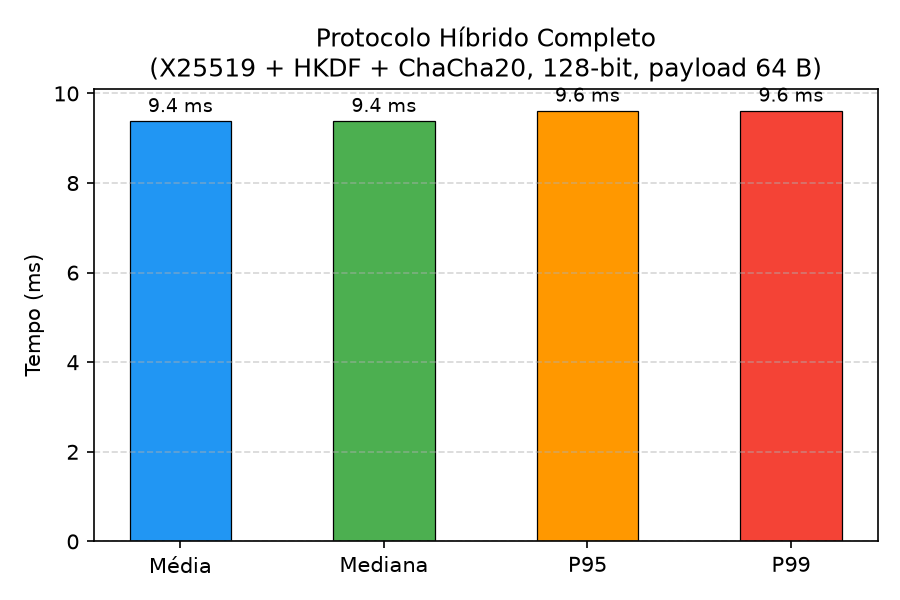 Protocolo Híbrido Completo
(X25519 + HKDF + ChaCha20, 128-bit, payload 64 B)
10
9.4 ms
9.4 ms
9.6 ms
9.6 ms
8
6
Tempo (ms)
4
2
0
Média
Mediana
P95
P99